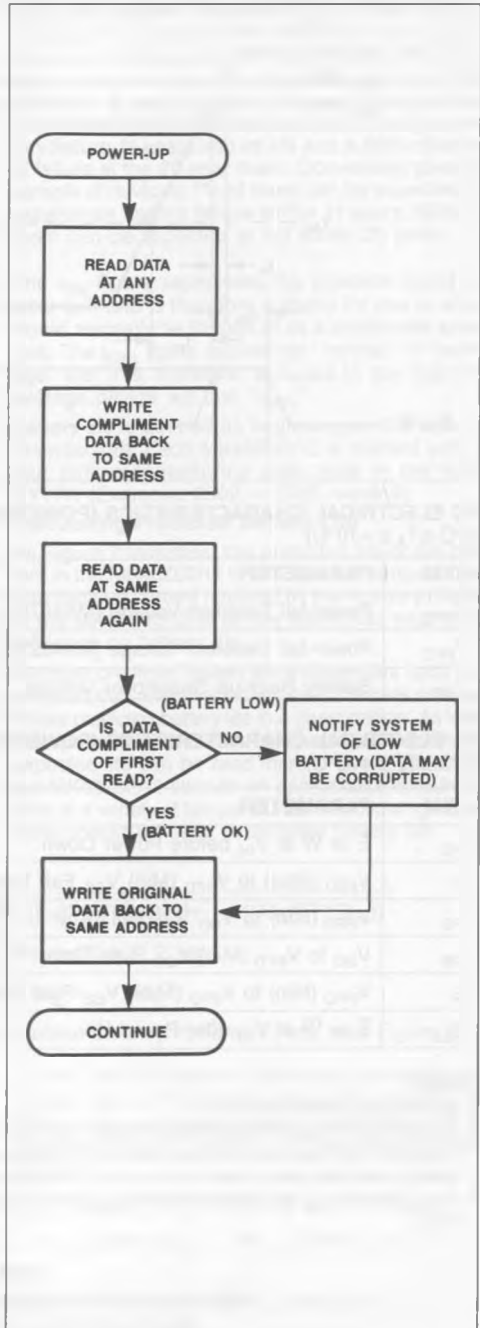 POWER-UP
READ DATA
AT ANY
ADDRESS
WRITE
COMPLIMENT
DATA BACK
TO SAME
ADDRESS
READ DATA
AT SAME
ADDRESS
AGAIN
IS DATA
COMPLIMENT
OF FIRST
READ?
(BATTERY LOW)
NO
NOTIFY SYSTEM
OF LOW
BATTERY (DATA MAY
BE CORRUPTED)
YES
(BATTERY OK)
WRITE ORIGINAL
DATA BACK TO
SAME ADDRESS
CONTINUE